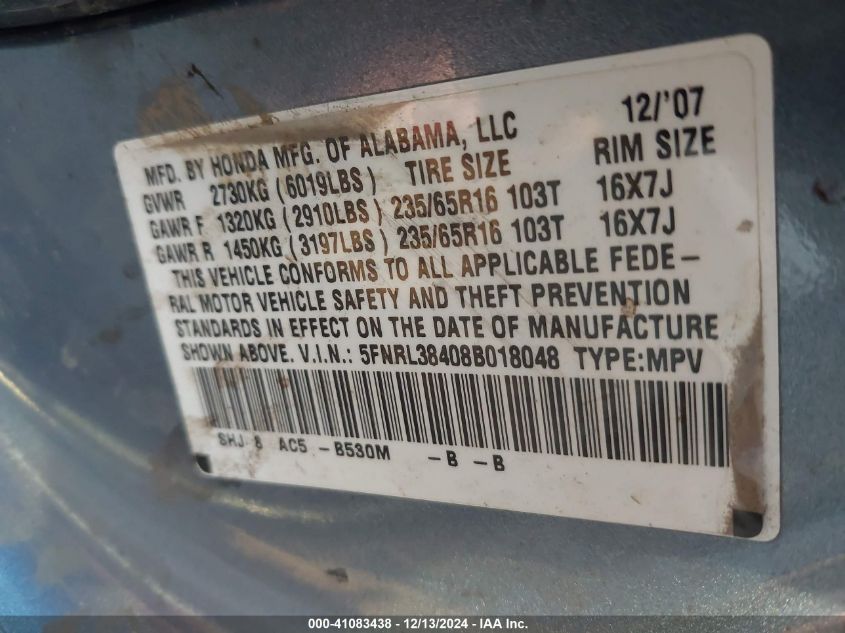 12/'07
MFD. BY HONDA MFG. OF ALABAMA, LLC RIM SIZE
GVWR 2730KG (6019LBS) TIRE SIZE
GAWR F 1320KG (2910LBS) 235/65R16 103T 16X7J
GAWR R 1450KG (3197LBS) 235/65R16 103T 16X7J
THIS VEHICLE CONFORMS TO ALL APPLICABLE FEDE–
RAL MOTOR VEHICLE SAFETY AND THEFT PREVENTION
STANDARDS IN EFFECT ON THE DATE OF MANUFACTURE
SHOWN ABOVE. V.I.N.: 5FNRL38408B018048 TYPE:MPV
SHJ 8 AC5 –B530M –B –B
000-41083438 - 12/13/2024 - IAA Inc.